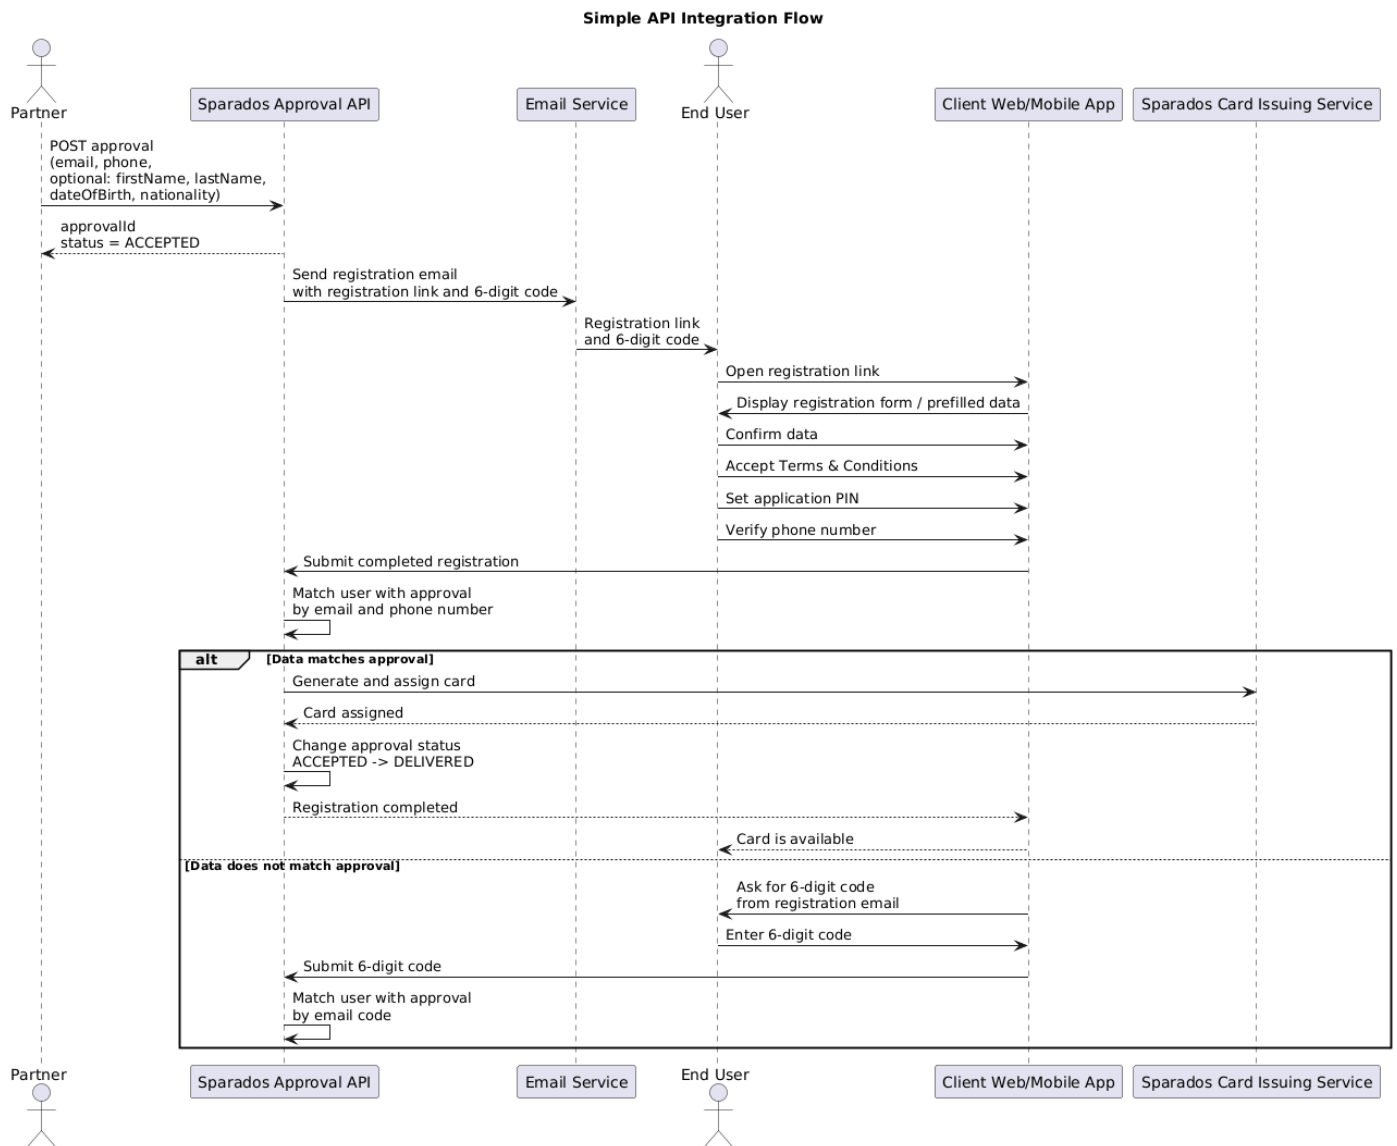 Simple API Integration Flow
Partner
Sparados Approval API
Email Service
End User
Client Web/Mobile App
Sparados Card Issuing Service
POST approval
(email, phone,
optional: firstName, lastName,
dateOfBirth, nationality)
approvalId
status = ACCEPTED
Send registration email
with registration link and 6-digit code
Registration link
and 6-digit code
Open registration link
Display registration form / prefilled data
Confirm data
Accept Terms & Conditions
Set application PIN
Verify phone number
Submit completed registration
Match user with approval
by email and phone number
alt
[Data matches approval]
Generate and assign card
Card assigned
Change approval status
ACCEPTED -> DELIVERED
Registration completed
Card is available
[Data does not match approval]
Ask for 6-digit code
from registration email
Enter 6-digit code
Submit 6-digit code
Match user with approval
by email code
Partner
Sparados Approval API
Email Service
End User
Client Web/Mobile App
Sparados Card Issuing Service